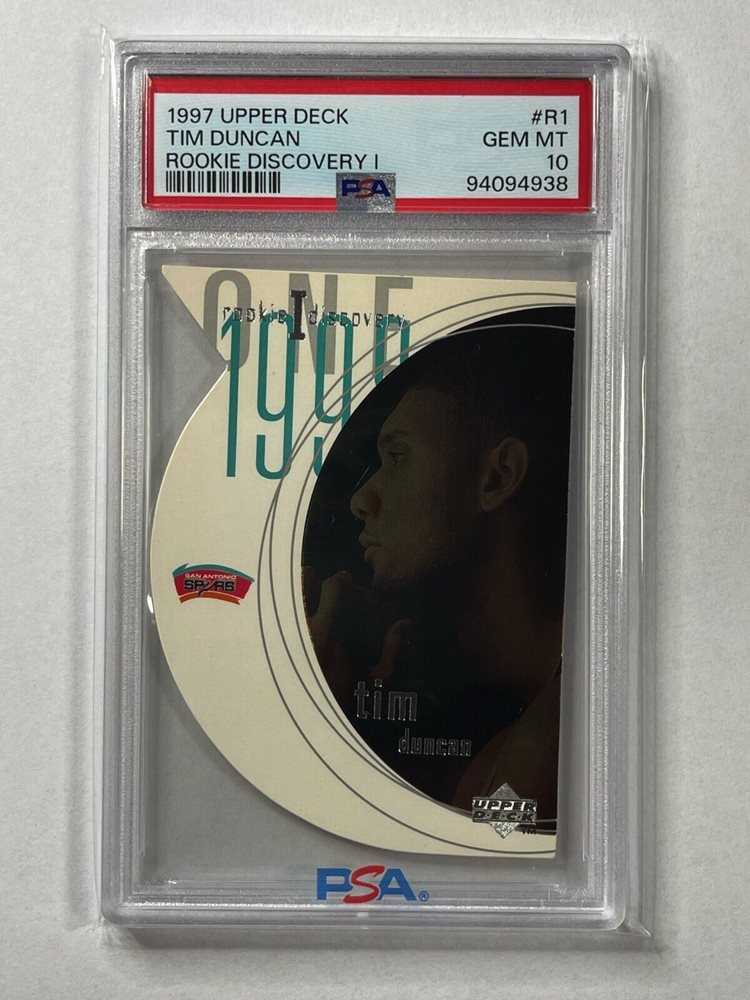 1997 UPPER DECK #R1
TIM DUNCAN GEM MT
ROOKIE DISCOVERY I 10
PSA 94094938
ONE
rookie I discovery
199
SAN ANTONIO
SPURS
tim
duncan
UPPER
DECK
TM
PSA®